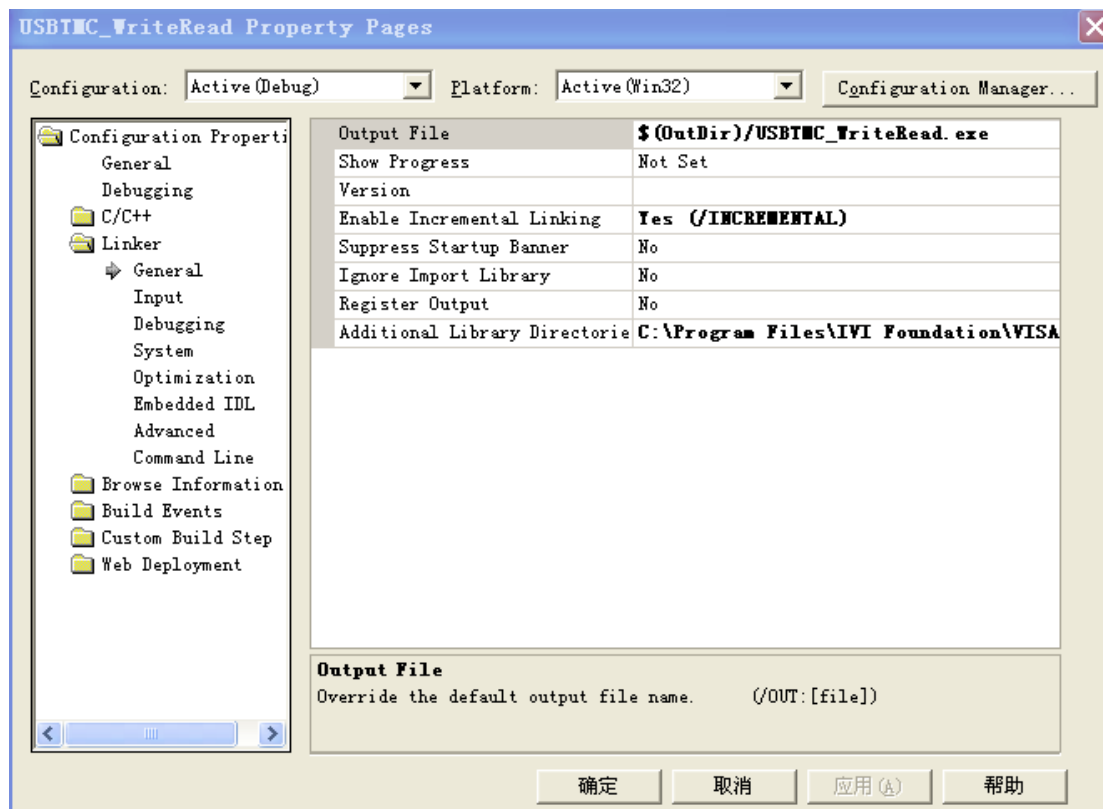 USBTMC_WriteRead Property Pages
Configuration: Active(Debug) Platform: Active(Win32) Configuration Manager...
Configuration Properti
General
Debugging
C/C++
Linker
General
Input
Debugging
System
Optimization
Embedded IDL
Advanced
Command Line
Browse Information
Build Events
Custom Build Step
Web Deployment
Output File $(OutDir)/USBTMC_WriteRead.exe
Show Progress Not Set
Version
Enable Incremental Linking Yes (/INCREMENTAL)
Suppress Startup Banner No
Ignore Import Library No
Register Output No
Additional Library Directorie C:\Program Files\IVI Foundation\VISA
Output File
Override the default output file name. (/OUT:[file])
确定 取消 应用(A) 帮助